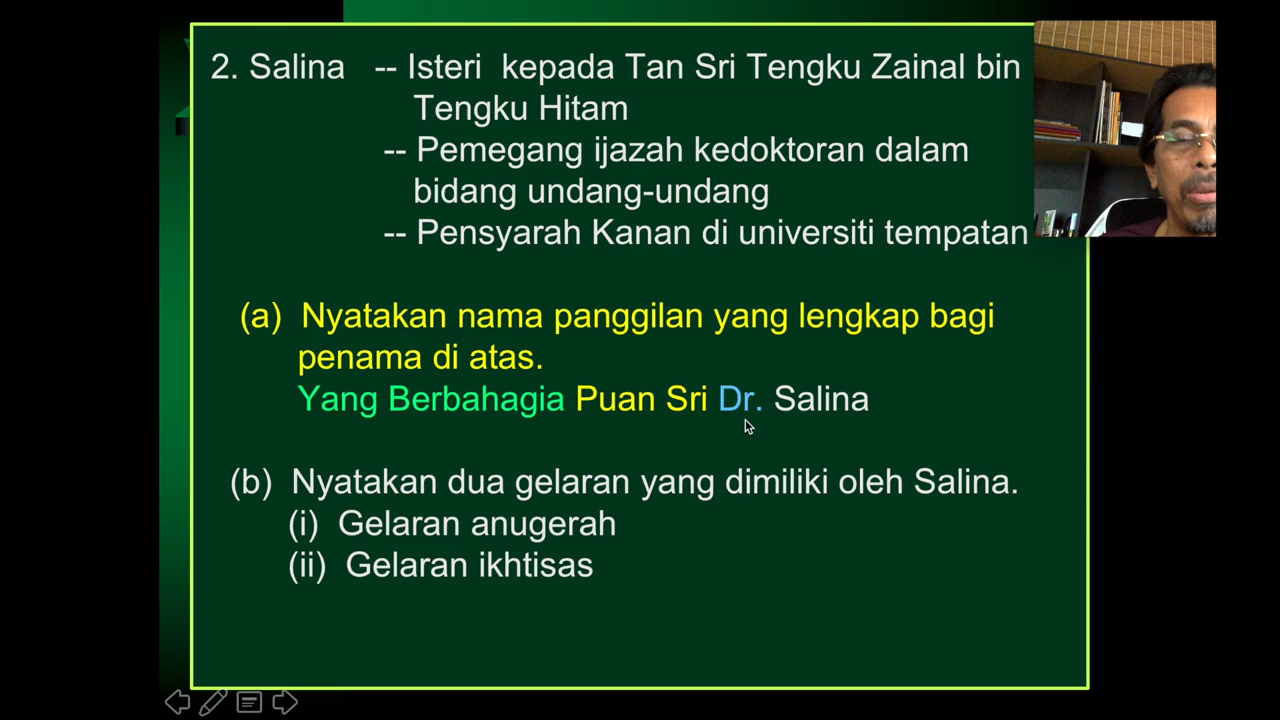 2. Salina -- Isteri kepada Tan Sri Tengku Zainal bin
Tengku Hitam
-- Pemegang ijazah kedoktoran dalam
bidang undang-undang
-- Pensyarah Kanan di universiti tempatan
(a) Nyatakan nama panggilan yang lengkap bagi
penama di atas.
Yang Berbahagia Puan Sri Dr. Salina
(b) Nyatakan dua gelaran yang dimiliki oleh Salina.
(i) Gelaran anugerah
(ii) Gelaran ikhtisas